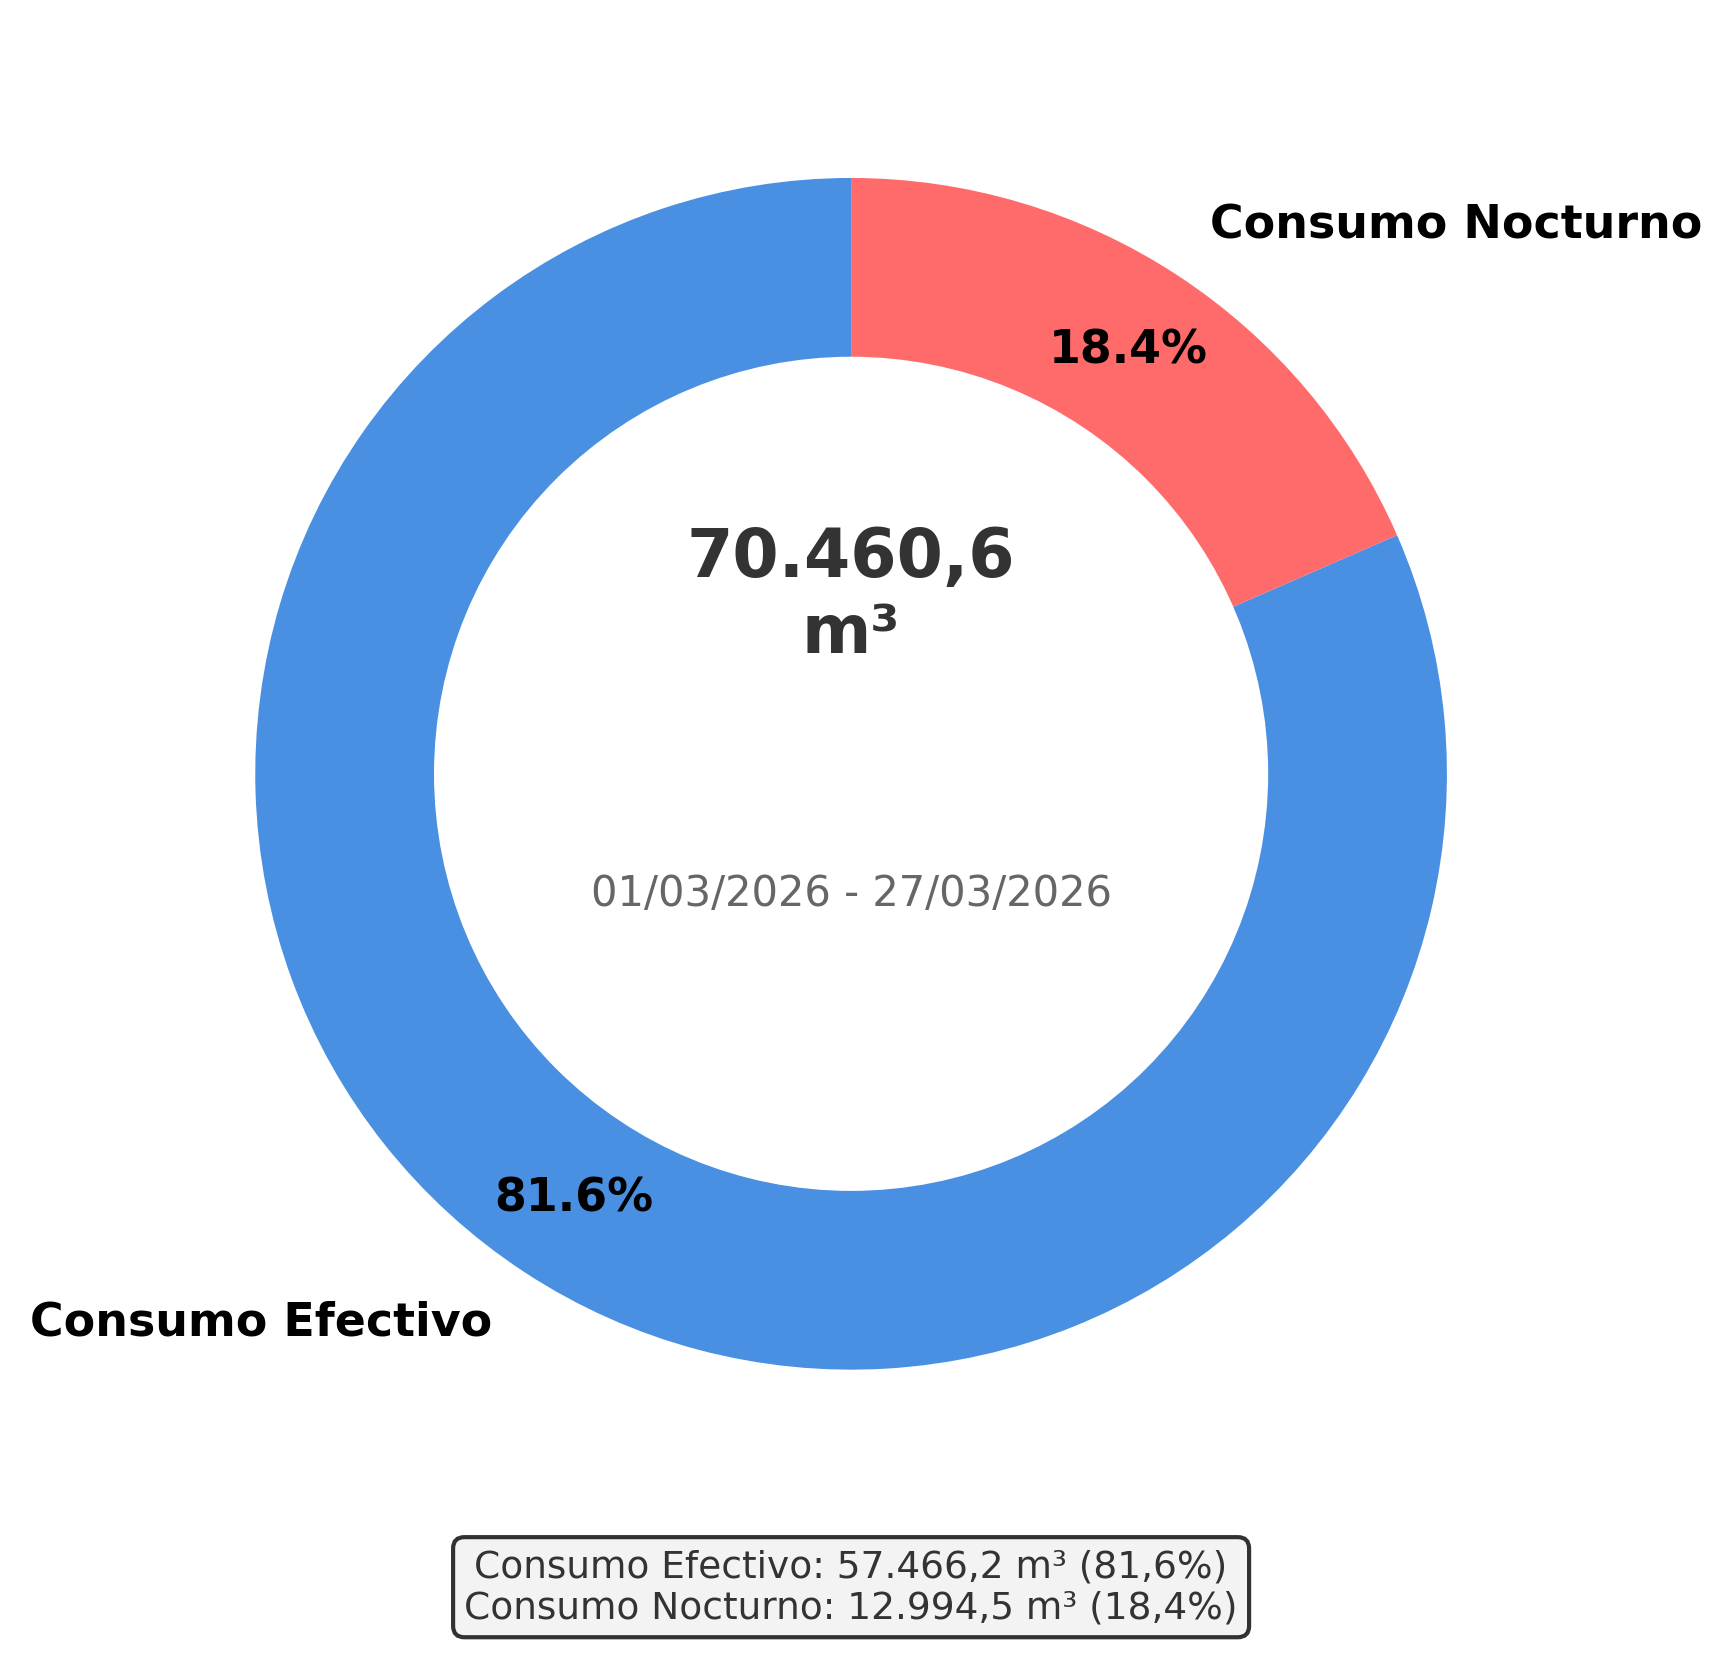 Consumo Nocturno
18.4%
70.460,6
m³
01/03/2026 - 27/03/2026
81.6%
Consumo Efectivo
Consumo Efectivo: 57.466,2 m³ (81,6%)
Consumo Nocturno: 12.994,5 m³ (18,4%)